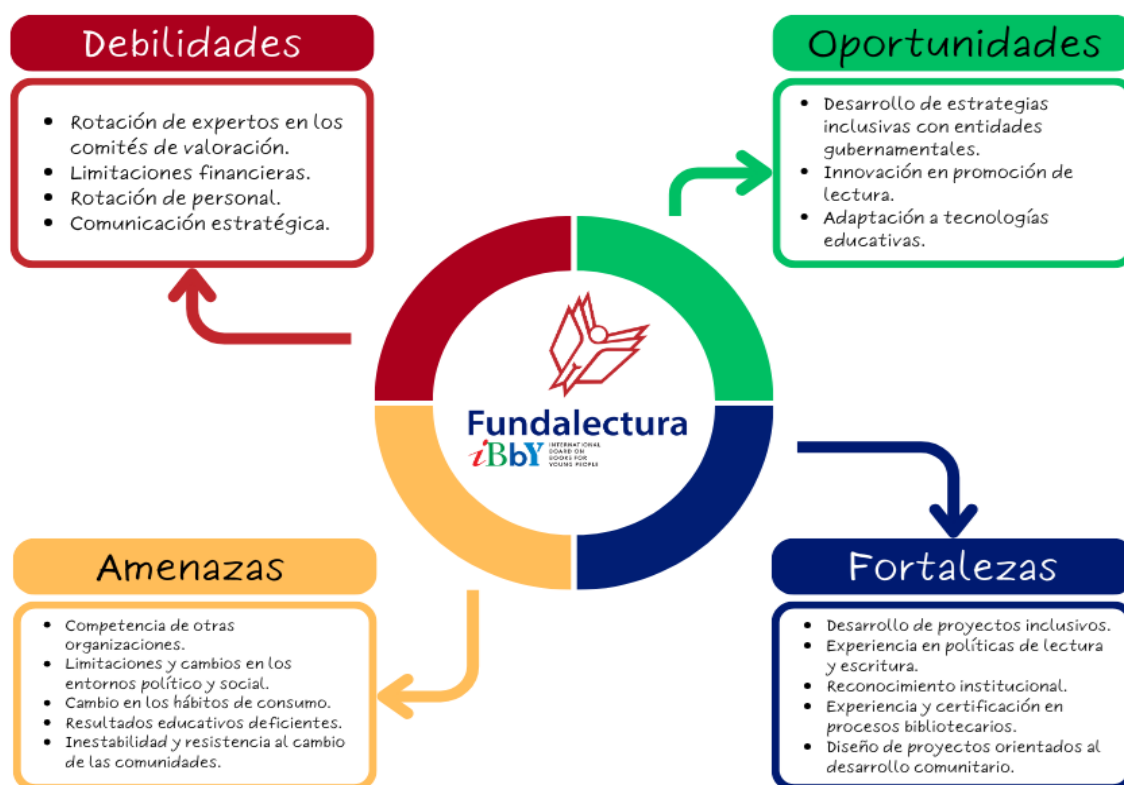 Debilidades
• Rotación de expertos en los
comités de valoración.
• Limitaciones financieras.
• Rotación de personal.
• Comunicación estratégica.
Oportunidades
• Desarrollo de estrategias
inclusivas con entidades
gubernamentales.
• Innovación en promoción de
lectura.
• Adaptación a tecnologías
educativas.
Fundalectura
iBbY
INTERNATIONAL
BOARD ON
BOOKS FOR
YOUNG PEOPLE
Amenazas
• Competencia de otras
organizaciones.
• Limitaciones y cambios en los
entornos político y social.
• Cambio en los hábitos de consumo.
• Resultados educativos deficientes.
• Inestabilidad y resistencia al cambio
de las comunidades.
Fortalezas
• Desarrollo de proyectos inclusivos.
• Experiencia en políticas de lectura
y escritura.
• Reconocimiento institucional.
• Experiencia y certificación en
procesos bibliotecarios.
• Diseño de proyectos orientados al
desarrollo comunitario.